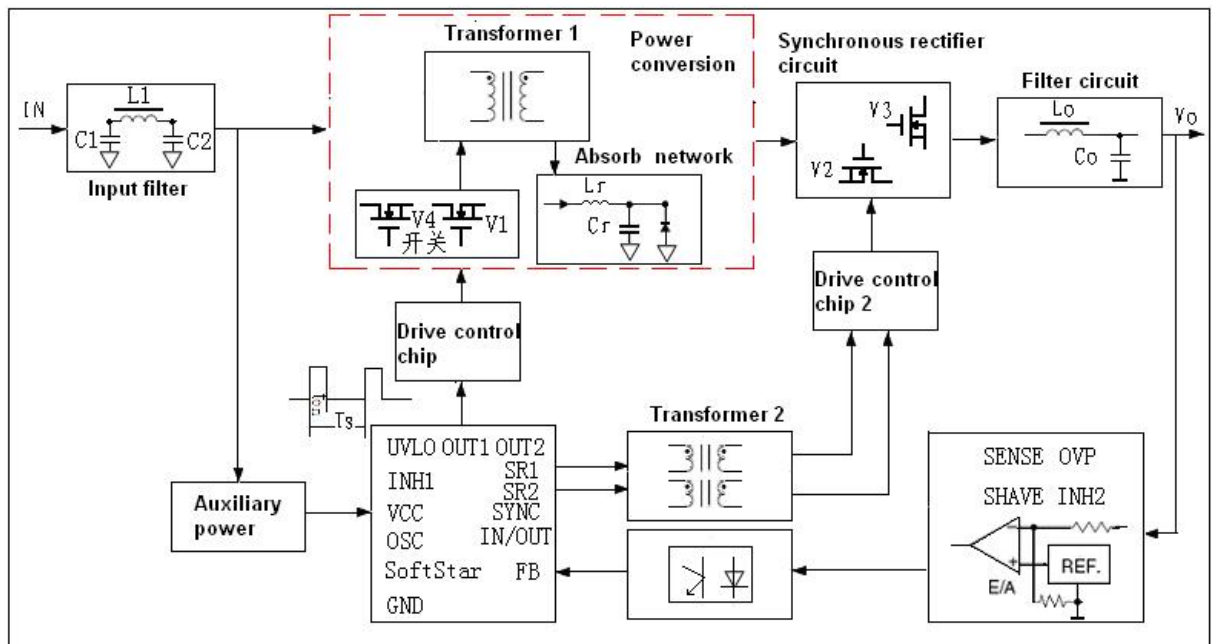 Transformer 1
Power
conversion
Synchronous rectifier
circuit
Filter circuit
IN
L1
C1
C2
Input filter
Absorb network
Lr
Cr
V4
V1
开关
V3
V2
Lo
Co
Vo
Drive control
chip
Drive control
chip 2
ton
Ts
Transformer 2
Auxiliary
power
UVLO OUT1 OUT2
INH1
SR1
SR2
VCC
SYNC
OSC
IN/OUT
SoftStar
FB
GND
SENSE OVP
SHAVE INH2
E/A
REF.